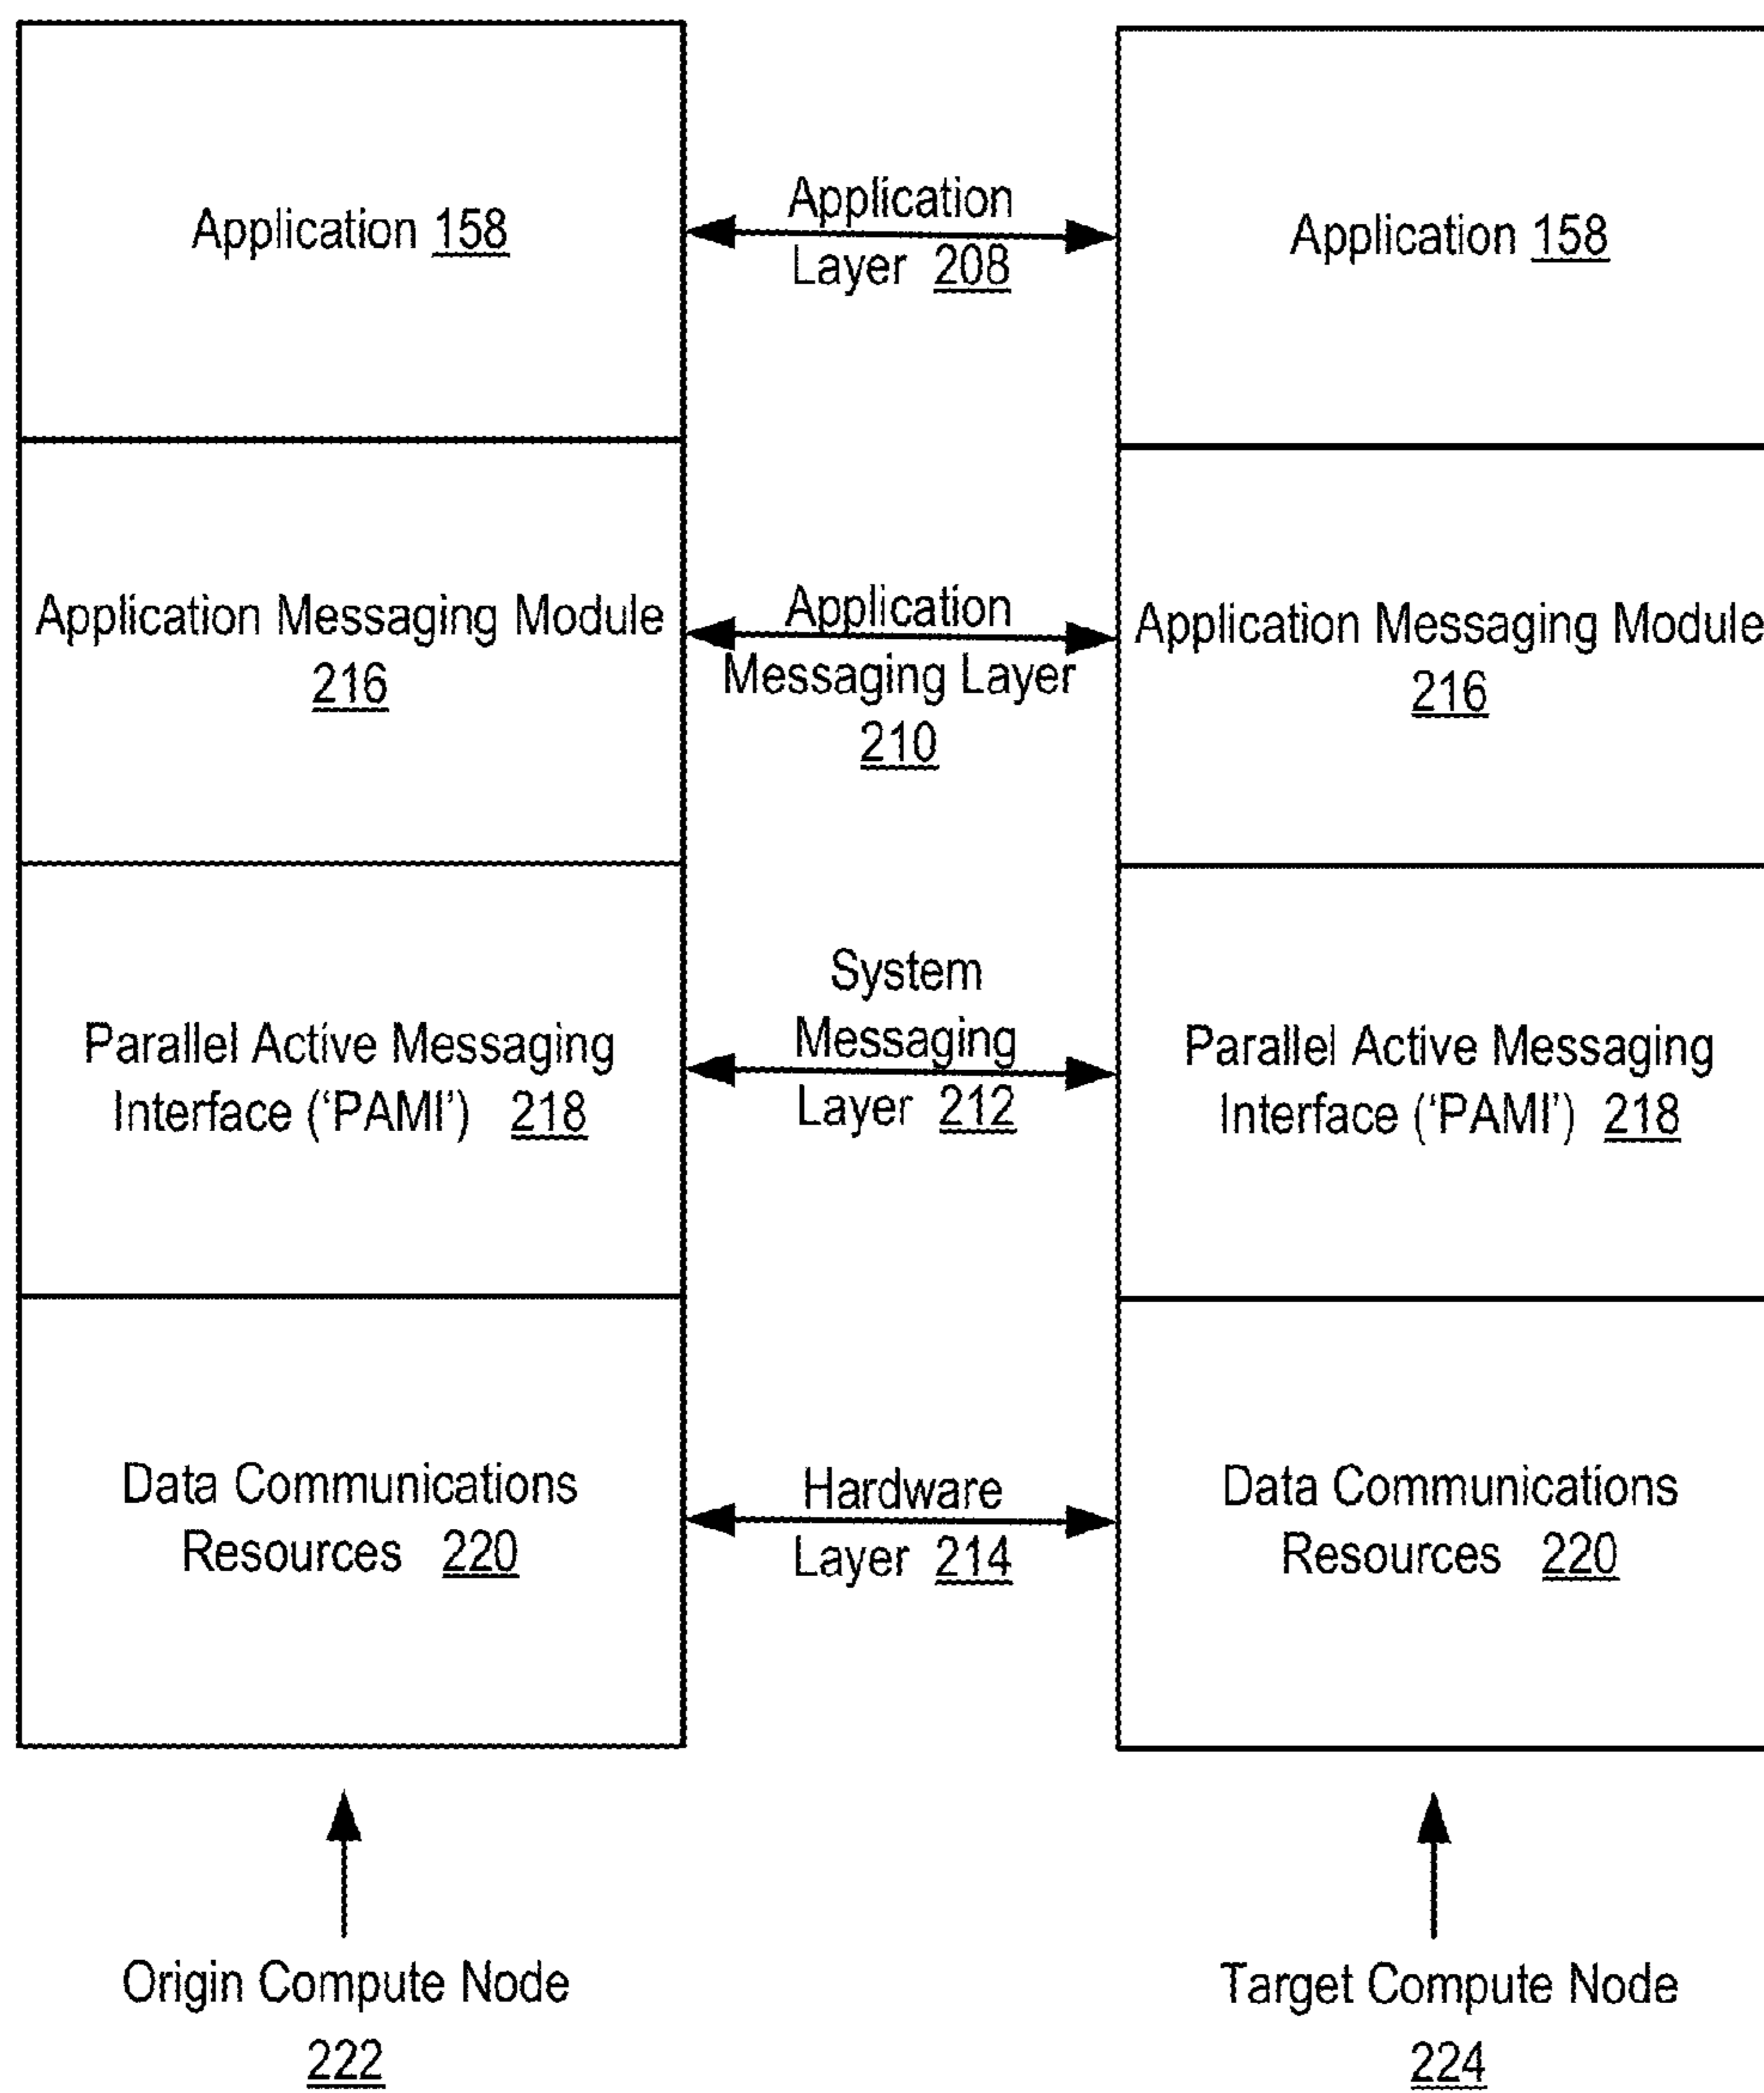 Application 158
Application
Layer 208
Application 158
Application Messaging Module
216
Application
Messaging Layer
210
Application Messaging Module
216
Parallel Active Messaging
Interface (‘PAMI’) 218
System
Messaging
Layer 212
Parallel Active Messaging
Interface (‘PAMI’) 218
Data Communications
Resources 220
Hardware
Layer 214
Data Communications
Resources 220
Origin Compute Node
222
Target Compute Node
224